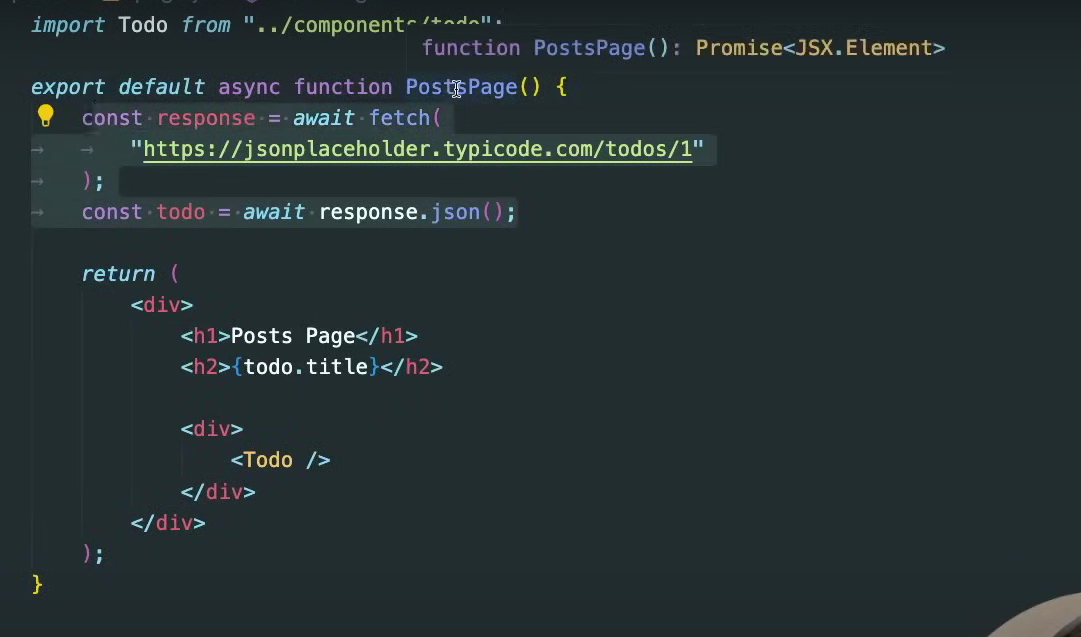 import Todo from "../components/todo";
function PostsPage(): Promise<JSX.Element>
export default async function PostsPage() {
const response = await fetch(
"https://jsonplaceholder.typicode.com/todos/1"
);
const todo = await response.json();
return (
<div>
<h1>Posts Page</h1>
<h2>{todo.title}</h2>
<div>
<Todo />
</div>
</div>
);
}